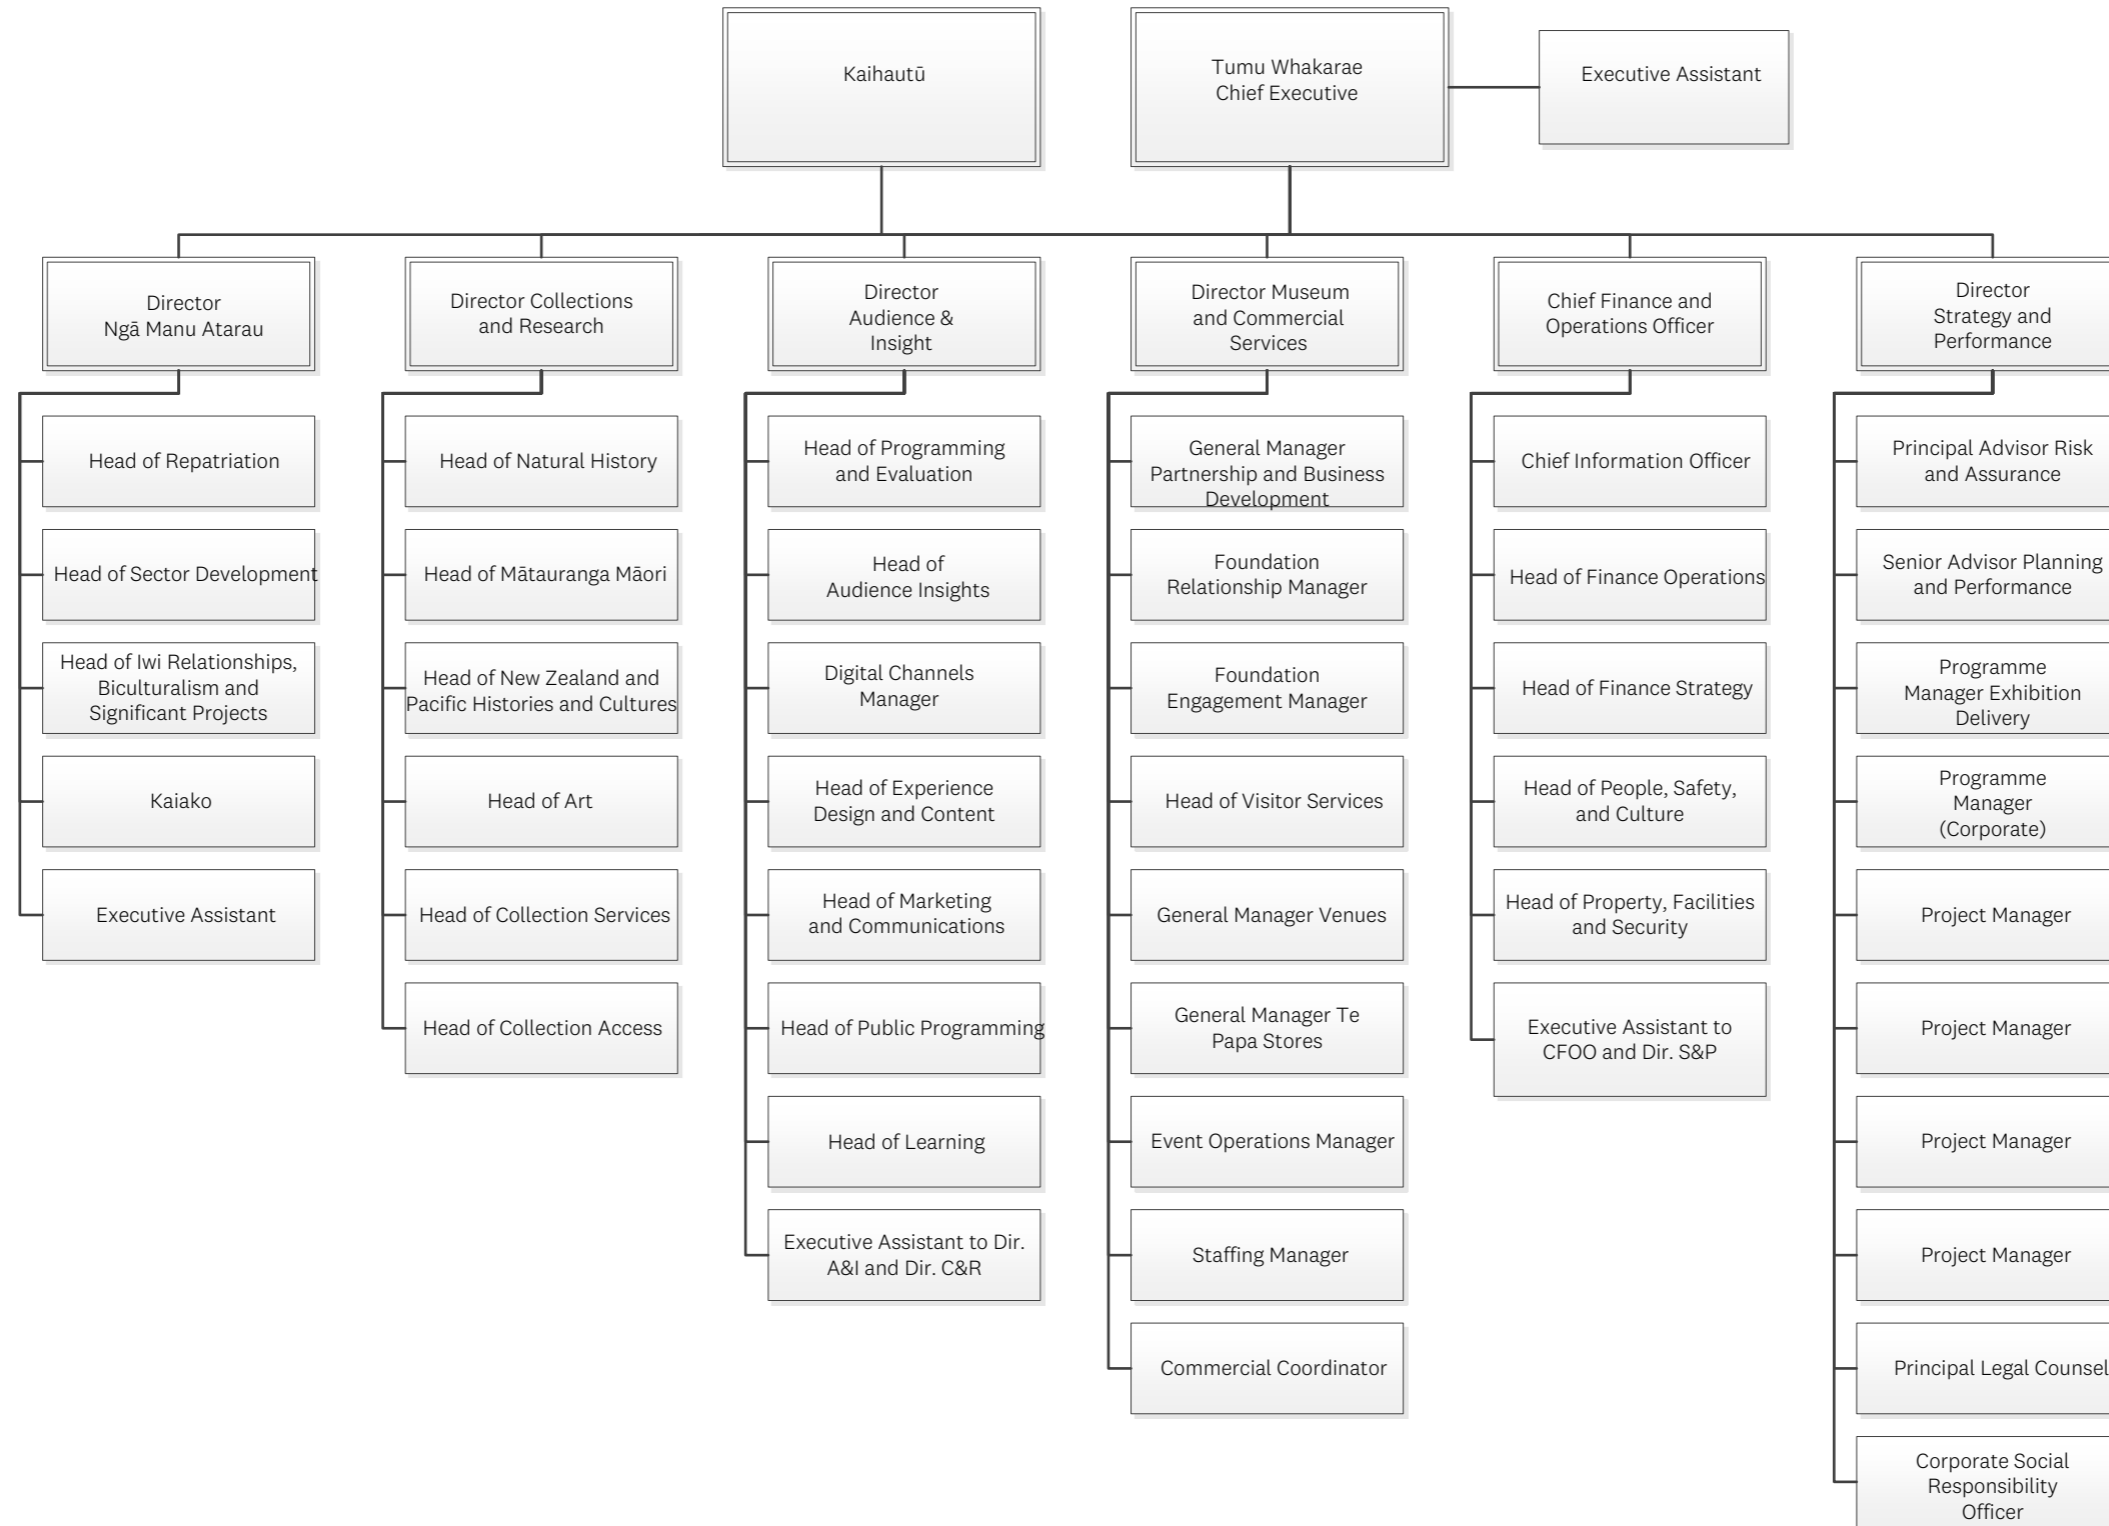 Kaihautū
Tumu Whakarae
Chief Executive
Executive Assistant
Director
Ngā Manu Atarau
Director Collections
and Research
Director
Audience &
Insight
Director Museum
and Commercial
Services
Chief Finance and
Operations Officer
Director
Strategy and
Performance
Head of Repatriation
Head of Sector Development
Head of Iwi Relationships,
Biculturalism and
Significant Projects
Kaiako
Executive Assistant
Head of Natural History
Head of Mātauranga Māori
Head of New Zealand and
Pacific Histories and Cultures
Head of Art
Head of Collection Services
Head of Collection Access
Head of Programming
and Evaluation
Head of
Audience Insights
Digital Channels
Manager
Head of Experience
Design and Content
Head of Marketing
and Communications
Head of Public Programming
Head of Learning
Executive Assistant to Dir.
A&I and Dir. C&R
General Manager
Partnership and Business
Development
Foundation
Relationship Manager
Foundation
Engagement Manager
Head of Visitor Services
General Manager Venues
General Manager Te
Papa Stores
Event Operations Manager
Staffing Manager
Commercial Coordinator
Chief Information Officer
Head of Finance Operations
Head of Finance Strategy
Head of People, Safety,
and Culture
Head of Property, Facilities
and Security
Executive Assistant to
CFOO and Dir. S&P
Principal Advisor Risk
and Assurance
Senior Advisor Planning
and Performance
Programme
Manager Exhibition
Delivery
Programme
Manager
(Corporate)
Project Manager
Project Manager
Project Manager
Project Manager
Principal Legal Counsel
Corporate Social
Responsibility
Officer